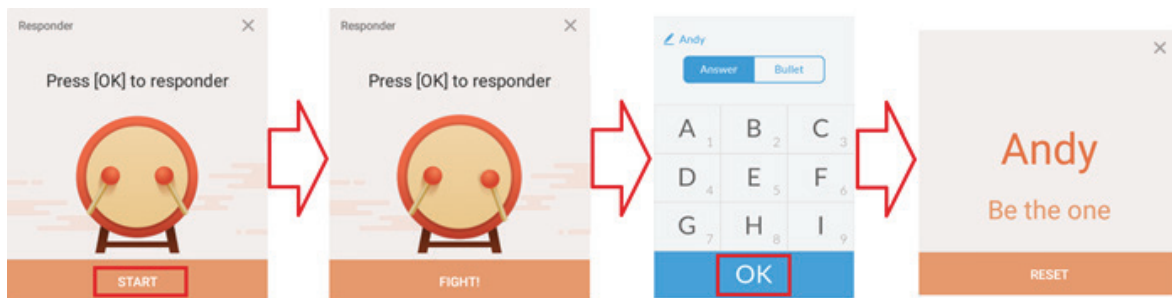 Responder
Press [OK] to responder
START
Responder
Press [OK] to responder
FIGHT!
Andy
Answer Bullet
A 1 B 2 C 3
D 4 E 5 F 6
G 7 H 8 I 9
OK
Andy
Be the one
RESET